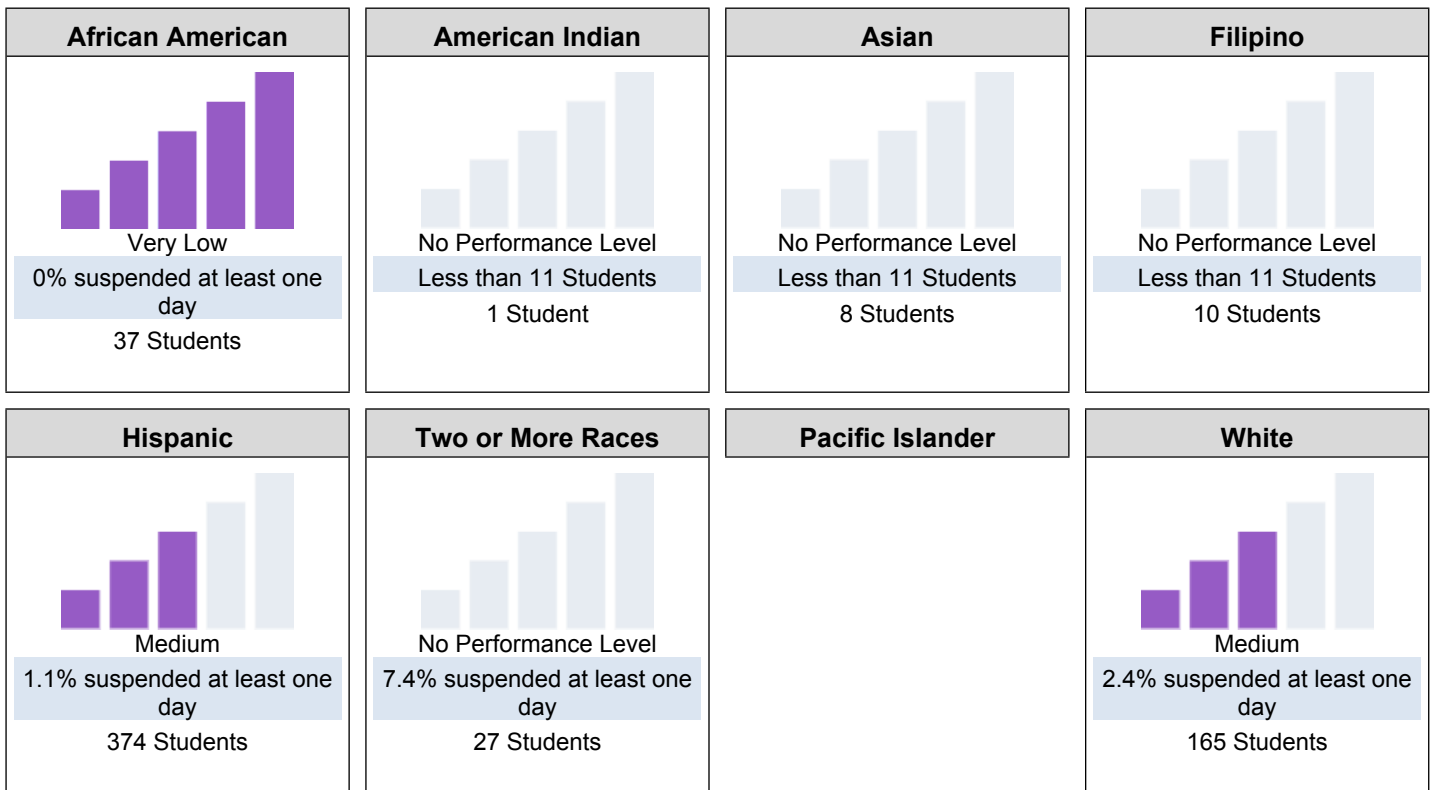 African American
Very Low
0% suspended at least one
day
37 Students
American Indian
No Performance Level
Less than 11 Students
1 Student
Asian
No Performance Level
Less than 11 Students
8 Students
Filipino
No Performance Level
Less than 11 Students
10 Students
Hispanic
Medium
1.1% suspended at least one
day
374 Students
Two or More Races
No Performance Level
7.4% suspended at least one
day
27 Students
Pacific Islander
White
Medium
2.4% suspended at least one
day
165 Students